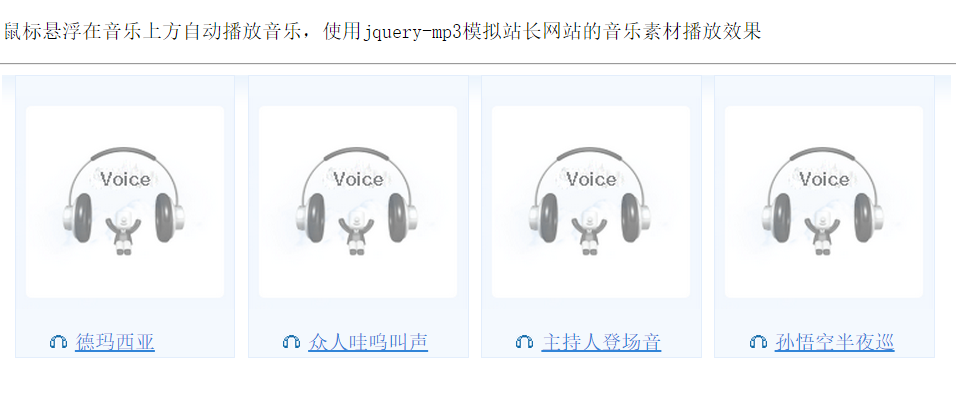 鼠标悬浮在音乐上方自动播放音乐，使用jquery-mp3模拟站长网站的音乐素材播放效果
Voice
Voice
Voice
Voice
德玛西亚
众人哇呜叫声
主持人登场音
孙悟空半夜巡